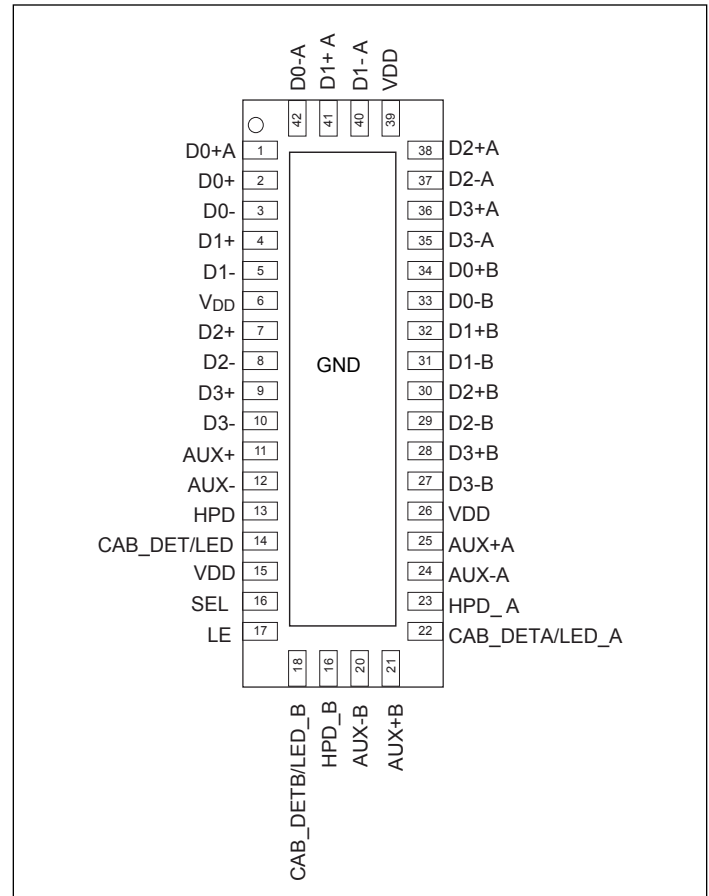 D0-A
D1+ A
D1- A
VDD
42
41
40
39
D0+A 1
D0+ 2
D0- 3
D1+ 4
D1- 5
VDD 6
D2+ 7
D2- 8
D3+ 9
D3- 10
AUX+ 11
AUX- 12
HPD 13
CAB_DET/LED 14
VDD 15
SEL 16
LE 17
GND
38 D2+A
37 D2-A
36 D3+A
35 D3-A
34 D0+B
33 D0-B
32 D1+B
31 D1-B
30 D2+B
29 D2-B
28 D3+B
27 D3-B
26 VDD
25 AUX+A
24 AUX-A
23 HPD_ A
22 CAB_DETA/LED_A
18
16
20
21
CAB_DETB/LED_B
HPD_B
AUX-B
AUX+B